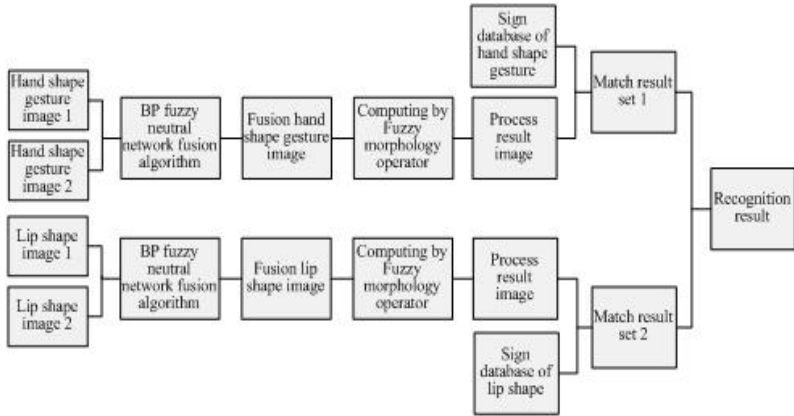 Hand shape
gesture
image 1
Hand shape
gesture
image 2
BP fuzzy
neutral
network fusion
algorithm
Fusion hand
shape gesture
image
Computing by
Fuzzy
morphology
operator
Sign
database of
hand shape
gesture
Process
result
image
Match result
set 1
Lip shape
image 1
Lip shape
image 2
BP fuzzy
neutral
network fusion
algorithm
Fusion lip
shape image
Computing by
Fuzzy
morphology
operator
Process
result
image
Sign
database of
lip shape
Match result
set 2
Recognition
result